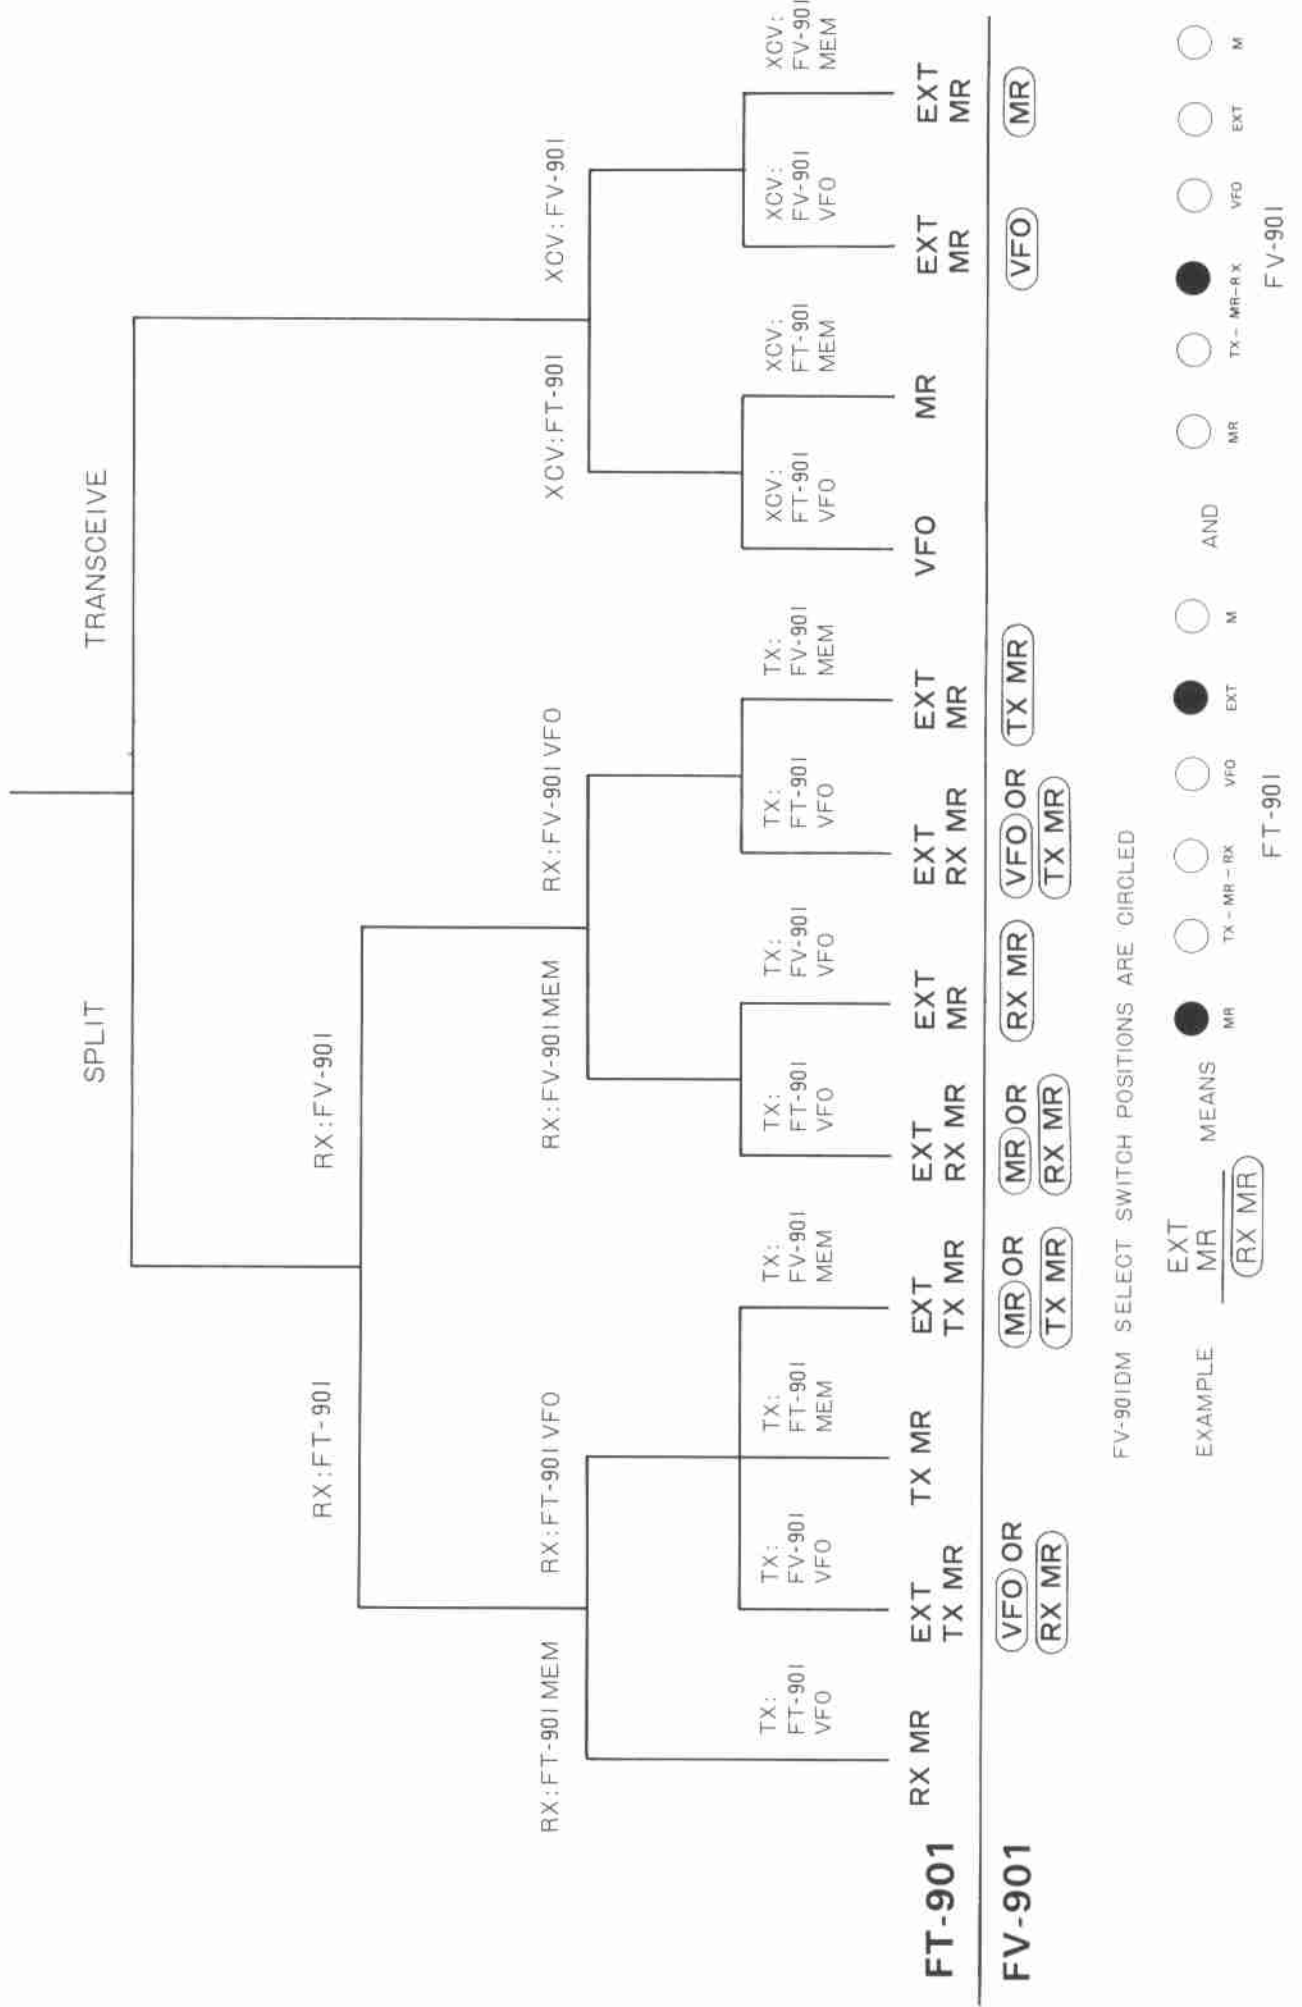 SPLIT
TRANSCEIVE
RX:FT-901
RX:FV-901
RX:FT-901 MEM
RX:FT-901 VFO
RX:FV-901 MEM
RX:FV-901 VFO
XCV:FT-901
XCV:FV-901
TX:
FT-901
VFO
TX:
FV-901
VFO
TX:
FT-901
MEM
TX:
FV-901
MEM
TX:
FT-901
VFO
TX:
FV-901
VFO
TX:
FT-901
VFO
TX:
FV-901
MEM
XCV:
FT-901
VFO
XCV:
FT-901
MEM
XCV:
FV-901
VFO
XCV:
FV-901
MEM
FT-901
RX MR
EXT
TX MR
TX MR
EXT
TX MR
EXT
RX MR
EXT
MR
EXT
RX MR
EXT
MR
VFO
MR
EXT
MR
EXT
MR
FV-901
VFO OR
RX MR
MR OR
TX MR
MR OR
RX MR
RX MR
VFO OR
TX MR
TX MR
VFO
MR
FV-901DM SELECT SWITCH POSITIONS ARE CIRCLED
EXAMPLE
EXT
MR
RX MR
MEANS
MR
TX-MR-RX
VFO
EXT
M
FT-901
AND
MR
TX-MR-RX
VFO
EXT
M
FV-901